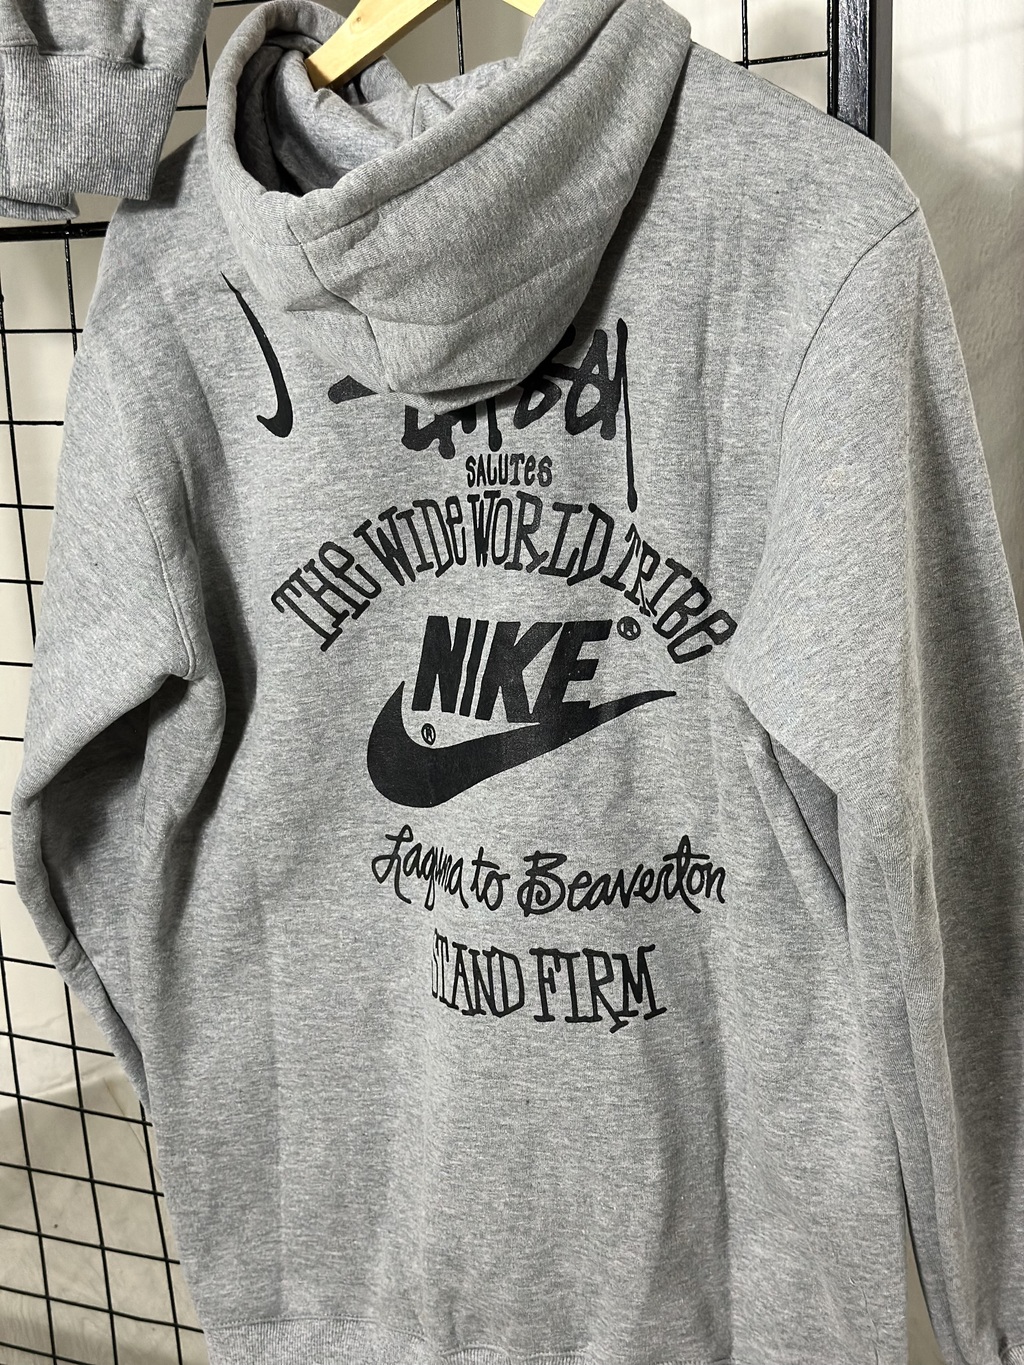 SALUTES
THE WIDE WORLD TRIBE
NIKE®
®
Laguna to Beaverton
STAND FIRM